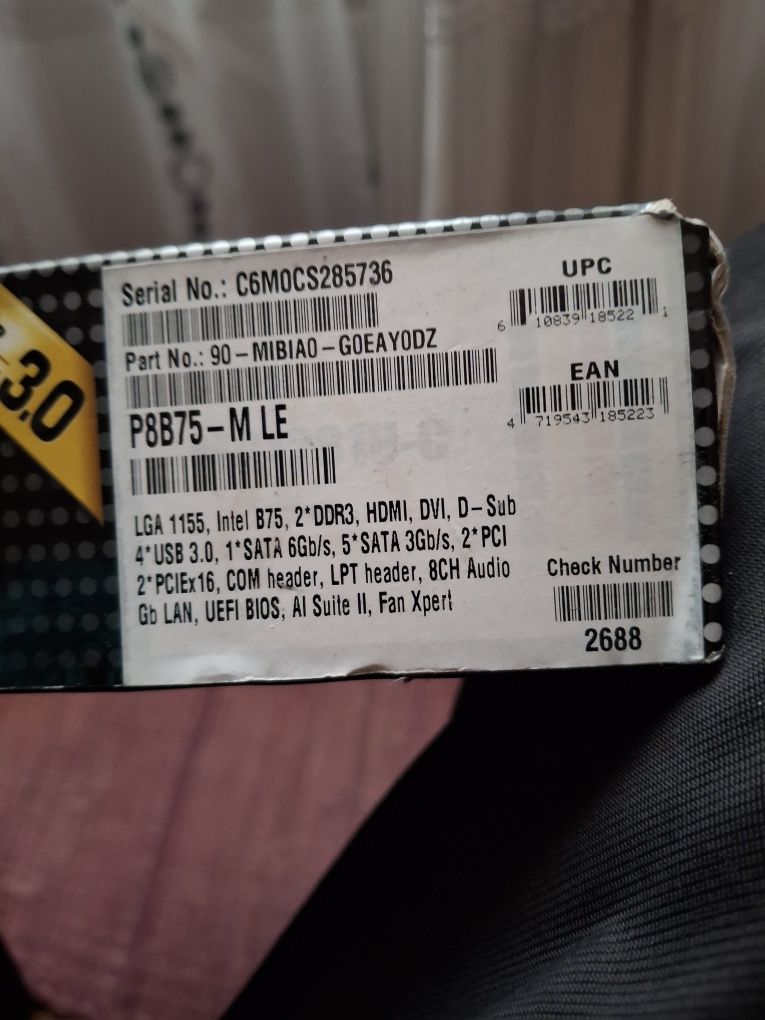 3.0
Serial No.: C6M0CS285736
Part No.: 90-MIBIA0-G0EAY0DZ
P8B75-M LE
LGA 1155, Intel B75, 2*DDR3, HDMI, DVI, D-Sub
4*USB 3.0, 1*SATA 6Gb/s, 5*SATA 3Gb/s, 2*PCI
2*PCIEx16, COM header, LPT header, 8CH Audio
Gb LAN, UEFI BIOS, AI Suite II, Fan Xpert
UPC
6 10839 18522 1
EAN
4 719543 185223
Check Number
2688